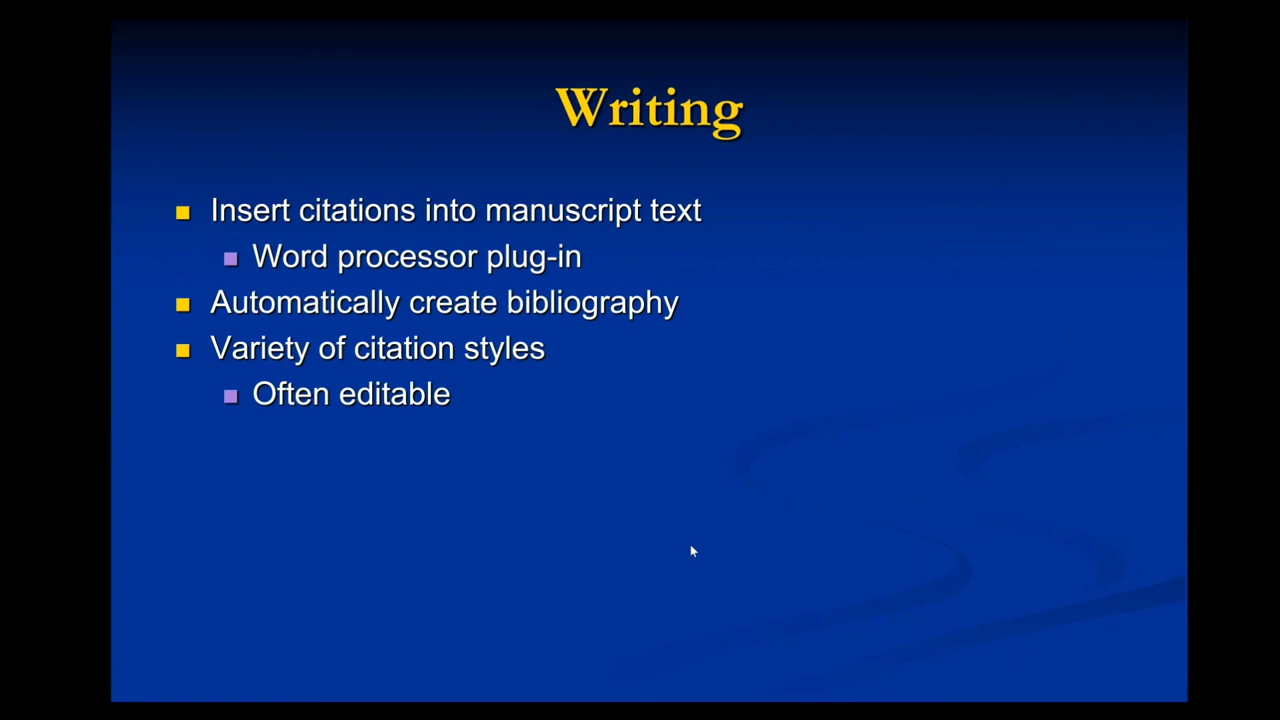 Writing
Insert citations into manuscript text
Word processor plug-in
Automatically create bibliography
Variety of citation styles
Often editable